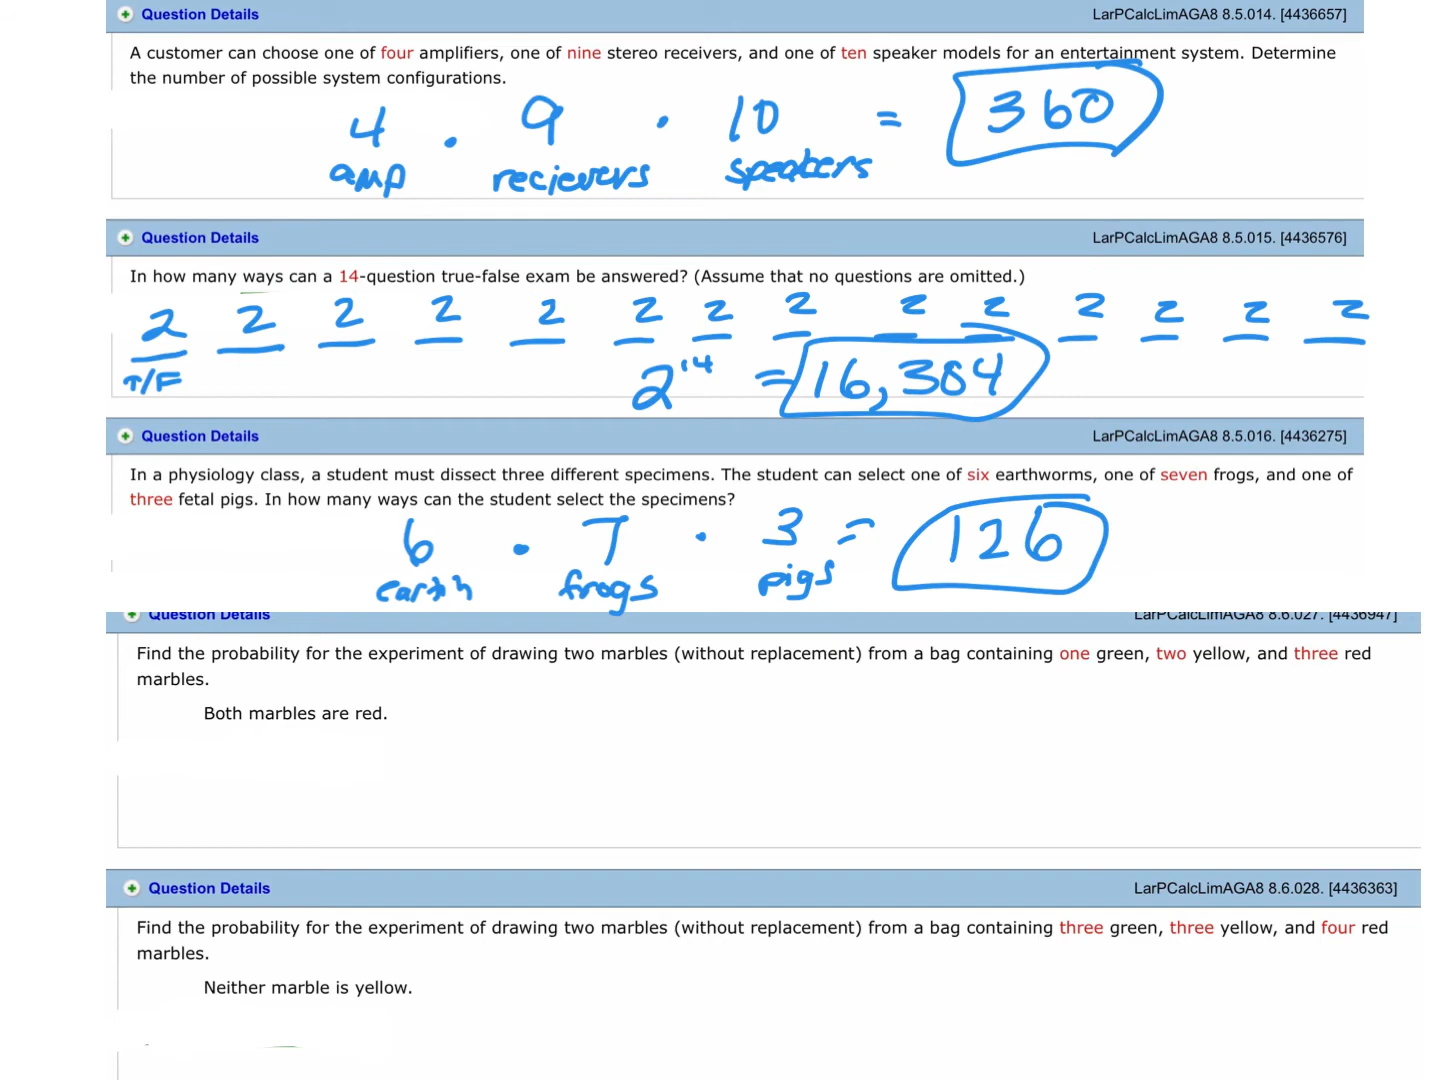 Question Details LarPCalcLimAGA8 8.5.014. [4436657]
A customer can choose one of four amplifiers, one of nine stereo receivers, and one of ten speaker models for an entertainment system. Determine
the number of possible system configurations.
4 . 9 . 10 = 360
amp recievers speakers
Question Details LarPCalcLimAGA8 8.5.015. [4436576]
In how many ways can a 14-question true-false exam be answered? (Assume that no questions are omitted.)
2 2 2 2 2 2 2 2 2 2 2 2 2 2
T/F 2^14 = 16,384
Question Details LarPCalcLimAGA8 8.5.016. [4436275]
In a physiology class, a student must dissect three different specimens. The student can select one of six earthworms, one of seven frogs, and one of
three fetal pigs. In how many ways can the student select the specimens?
6 . 7 . 3 = 126
earth frogs pigs
Question Details LarPCalcLimAGA8 8.6.027. [4436947]
Find the probability for the experiment of drawing two marbles (without replacement) from a bag containing one green, two yellow, and three red
marbles.
Both marbles are red.
Question Details LarPCalcLimAGA8 8.6.028. [4436363]
Find the probability for the experiment of drawing two marbles (without replacement) from a bag containing three green, three yellow, and four red
marbles.
Neither marble is yellow.